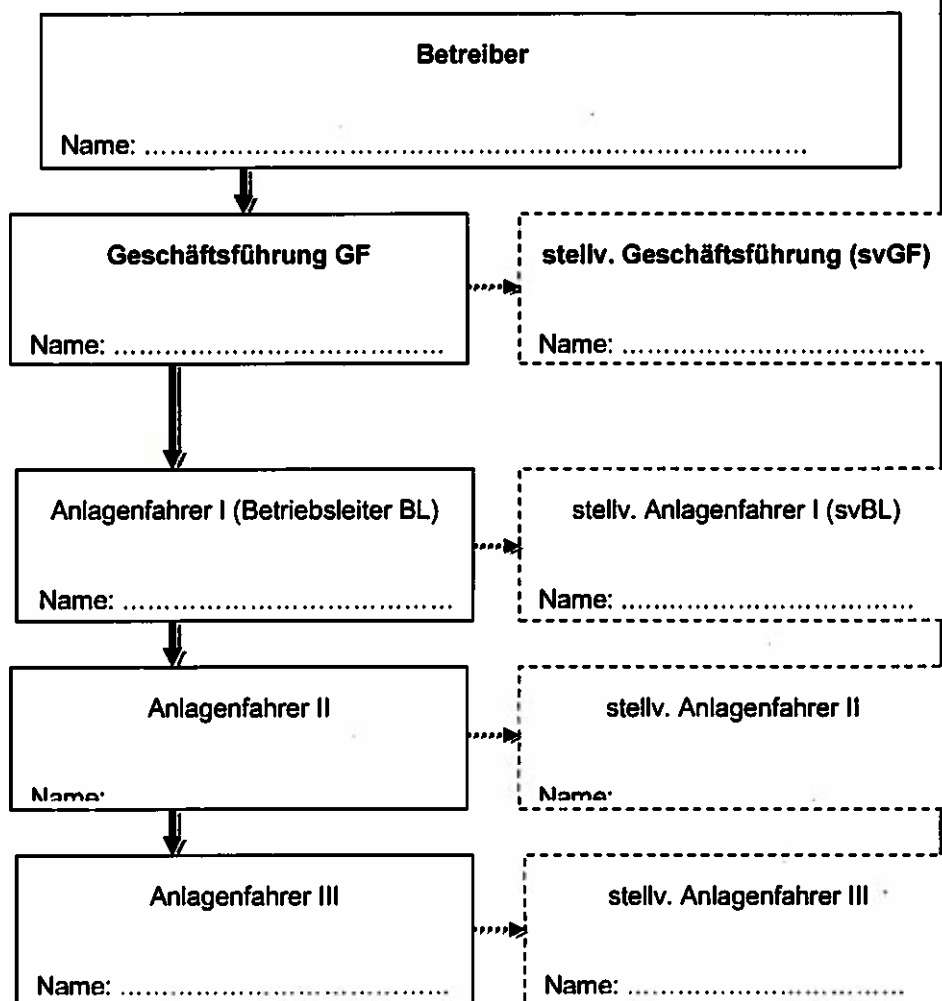 Betreiber
Name: ........................................................................
Geschäftsführung GF
Name: ....................................
stellv. Geschäftsführung (svGF)
Name: .................................
Anlagenfahrer I (Betriebsleiter BL)
Name: ....................................
stellv. Anlagenfahrer I (svBL)
Name: ................................
Anlagenfahrer II
Name:
stellv. Anlagenfahrer II
Name:
Anlagenfahrer III
Name: ....................................
stellv. Anlagenfahrer III
Name: .................................